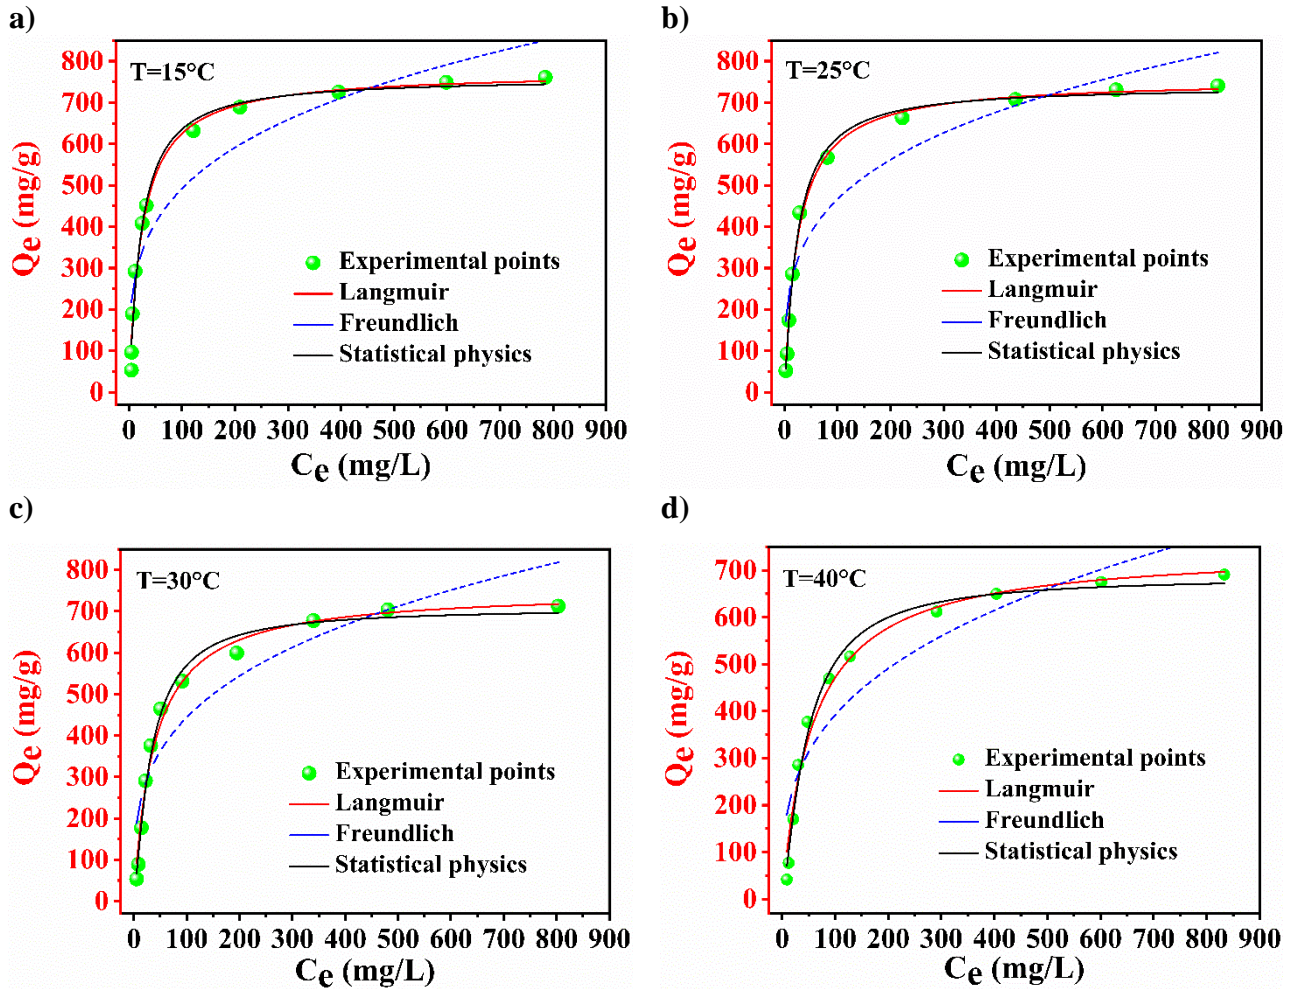 a)
T=15°C
800
700
600
500
400
300
200
100
0
Qe (mg/g)
Experimental points
Langmuir
Freundlich
Statistical physics
0 100 200 300 400 500 600 700 800 900
Ce (mg/L)
b)
T=25°C
800
700
600
500
400
300
200
100
0
Qe (mg/g)
Experimental points
Langmuir
Freundlich
Statistical physics
0 100 200 300 400 500 600 700 800 900
Ce (mg/L)
c)
T=30°C
800
700
600
500
400
300
200
100
0
Qe (mg/g)
Experimental points
Langmuir
Freundlich
Statistical physics
0 100 200 300 400 500 600 700 800 900
Ce (mg/L)
d)
T=40°C
700
600
500
400
300
200
100
0
Qe (mg/g)
Experimental points
Langmuir
Freundlich
Statistical physics
0 100 200 300 400 500 600 700 800 900
Ce (mg/L)